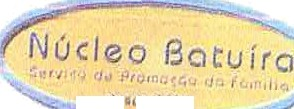 Núcleo Batuíra
Serviço de Promoção da Família